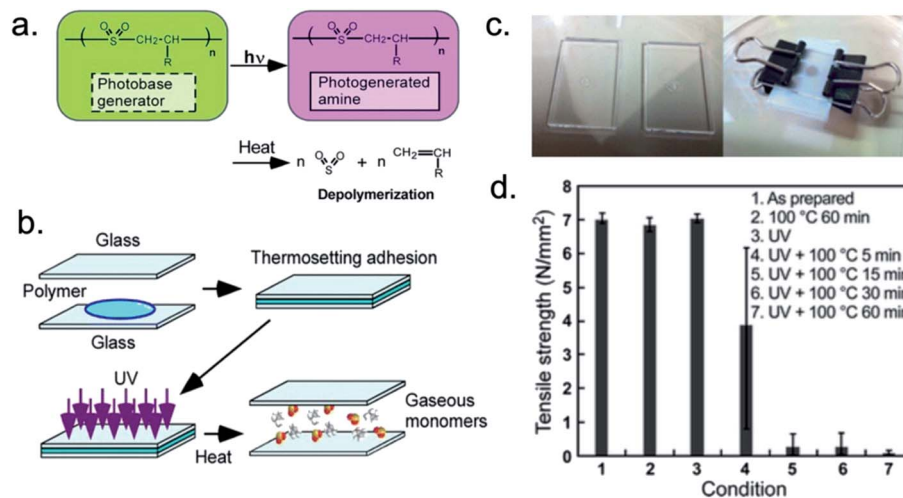 a.
O O
S CH₂ CH
R
n
Photobase
generator
hν
O O
S CH₂ CH
R
n
Photogenerated
amine
Heat
n O S O + n CH₂ CH
R
Depolymerization
b.
Glass
Polymer
Glass
Thermosetting adhesion
UV
Heat
Gaseous
monomers
c.
d.
Tensile strength (N/mm²)
8
7
6
5
4
3
2
1
0
1. As prepared
2. 100 °C 60 min
3. UV
4. UV + 100 °C 5 min
5. UV + 100 °C 15 min
6. UV + 100 °C 30 min
7. UV + 100 °C 60 min
1 2 3 4 5 6 7
Condition